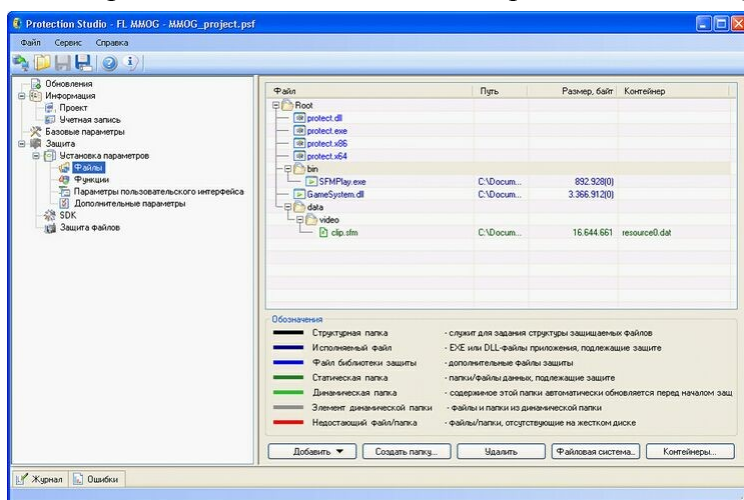 Protection Studio - FL MMOG - MMOG_project.psf
Файл Сервис Справка
Обновления
Информация
Проект
Учетная запись
Базовые параметры
Защита
Установка параметров
Файлы
Функции
Параметры пользовательского интерфейса
Дополнительные параметры
SDK
Защита файлов
Файл Путь Размер, байт Контейнер
Root
protect.dll
protect.exe
protect.x86
protect.x64
bin
SFMPlay.exe C:\Docum... 892.928(0)
GameSystem.dll C:\Docum... 3.366.912(0)
data
video
clip.sfm C:\Docum... 16.644.661 resource0.dat
Обозначения
Структурная папка - служит для задания структуры защищаемых файлов
Исполняемый файл - EXE или DLL-файлы приложения, подлежащие защите
Файл библиотеки защиты - дополнительные файлы защиты
Статическая папка - папки/файлы данных, подлежащие защите
Динамическая папка - содержимое этой папки автоматически обновляется перед началом защ
Элемент динамической папки - файлы и папки из динамической папки
Недостающий файл/папка - файлы/папки, отсутствующие на жестком диске
Добавить Создать папку... Удалить Файловая система.. Контейнеры...
Журнал Ошибки